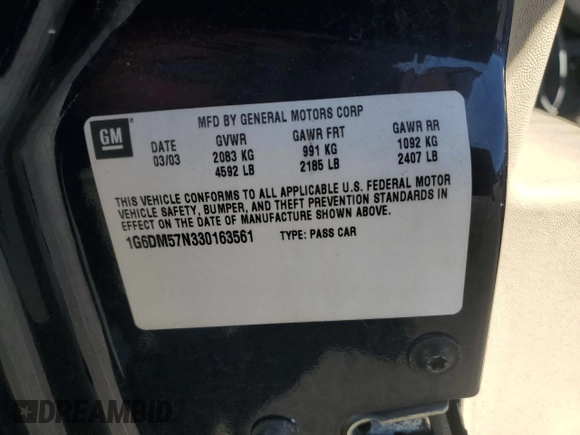 MFD BY GENERAL MOTORS CORP
GM
DATE GVWR GAWR FRT GAWR RR
03/03 2083 KG 991 KG 1092 KG
4592 LB 2185 LB 2407 LB
THIS VEHICLE CONFORMS TO ALL APPLICABLE U.S. FEDERAL MOTOR
VEHICLE SAFETY, BUMPER, AND THEFT PREVENTION STANDARDS IN
EFFECT ON THE DATE OF MANUFACTURE SHOWN ABOVE.
1G6DM57N330163561 TYPE: PASS CAR
DREAMBID